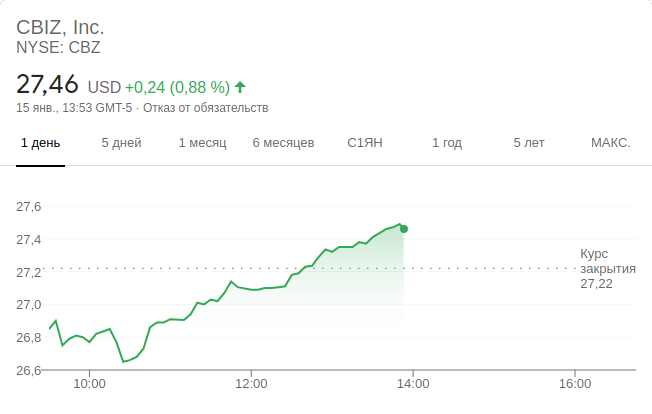 CBIZ, Inc.
NYSE: CBZ
27,46 USD +0,24 (0,88 %)
15 янв., 13:53 GMT-5 · Отказ от обязательств
1 день 5 дней 1 месяц 6 месяцев С1ЯН 1 год 5 лет МАКС.
27,6
27,4
27,2
27,0
26,8
26,6
Курс
закрытия
27,22
10:00 12:00 14:00 16:00